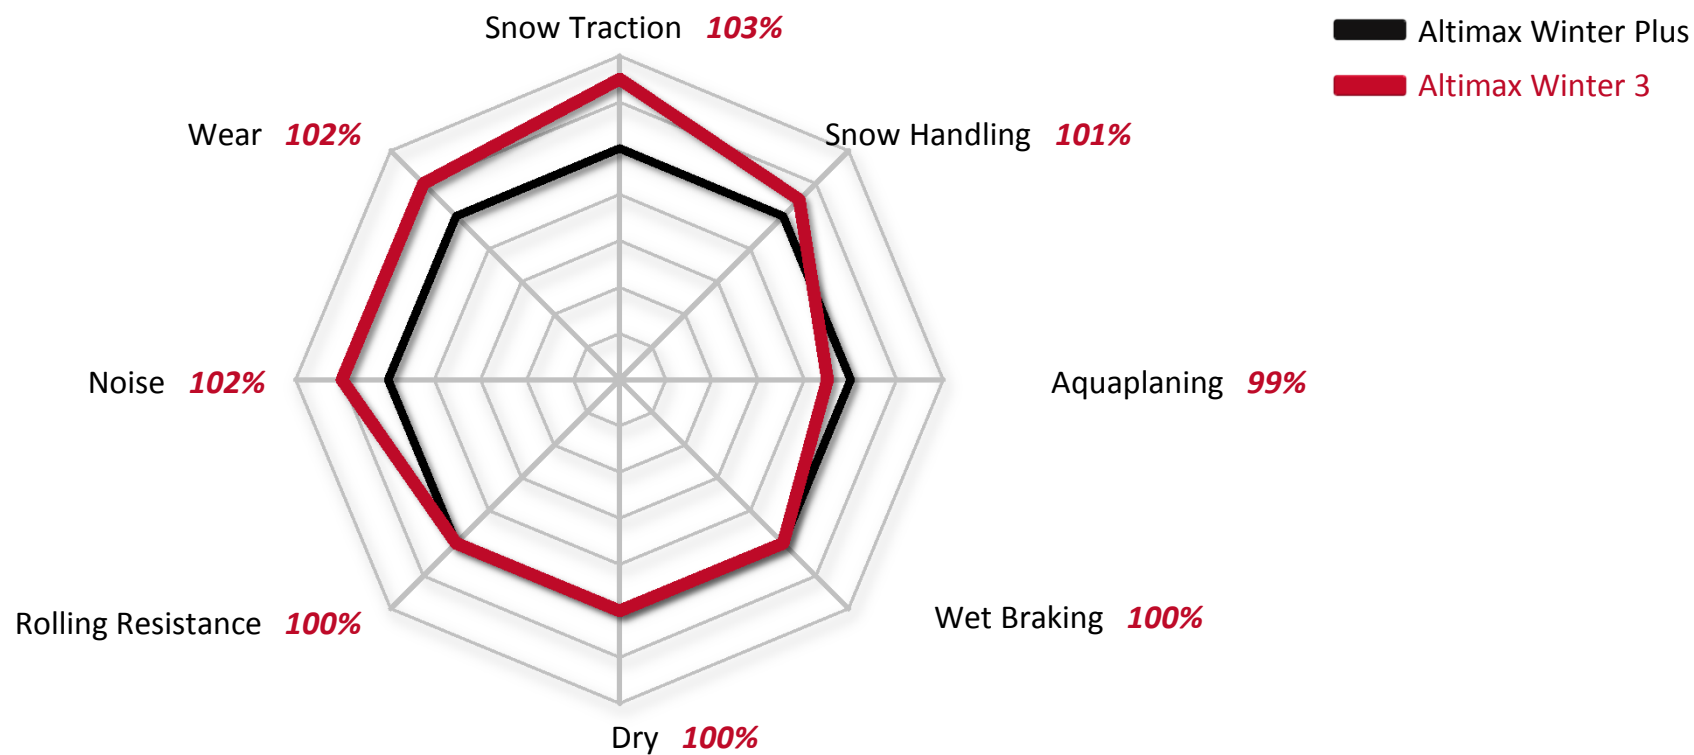 Snow Traction 103%
Altimax Winter Plus
Altimax Winter 3
Wear 102%
Snow Handling 101%
Noise 102%
Aquaplaning 99%
Rolling Resistance 100%
Wet Braking 100%
Dry 100%